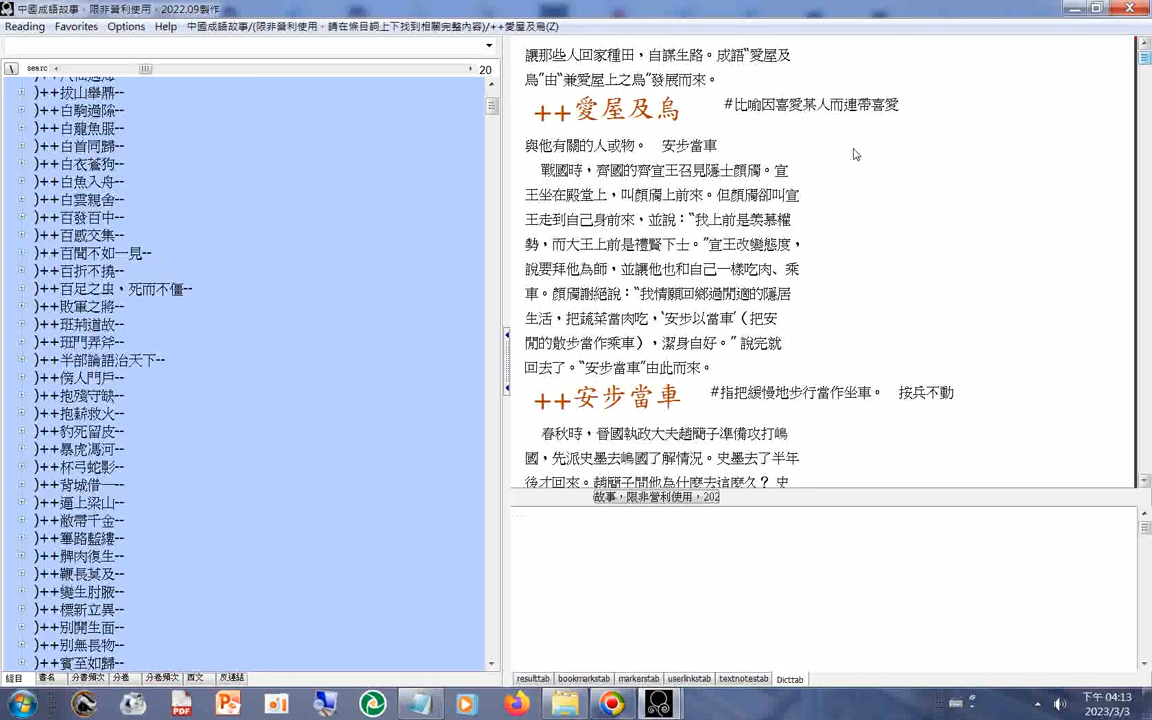 中國成語故事，限非營利使用，2022.09製作
Reading Favorites Options Help 中國成語故事/(限非營利使用，請在條目詞上下找到相關完整內容)/++愛屋及烏(Z)
searc 20
)++拔山舉鼎--
)++白駒過隙--
)++白龍魚服--
)++白首同歸--
)++白衣蒼狗--
)++白魚入舟--
)++白雲親舍--
)++百發百中--
)++百感交集--
)++百聞不如一見--
)++百折不撓--
)++百足之虫，死而不僵--
)++敗軍之將--
)++班荊道故--
)++班門弄斧--
)++半部論語治天下--
)++傍人門戶--
)++抱殘守缺--
)++抱薪救火--
)++豹死留皮--
)++暴虎馮河--
)++杯弓蛇影--
)++背城借一--
)++逼上梁山--
)++敝帚千金--
)++蓽路藍縷--
)++髀肉復生--
)++鞭長莫及--
)++變生肘腋--
)++標新立異--
)++別開生面--
)++別無長物--
)++賓至如歸--
經目 書名 分書頻次 分卷 分卷頻次 西文 反連結
讓那些人回家種田，自謀生路。成語“愛屋及
烏”由“兼愛屋上之烏”發展而來。
++愛屋及烏 #比喻因喜愛某人而連帶喜愛
與他有關的人或物。 安步當車
戰國時，齊國的齊宣王召見隱士顏斶。宣
王坐在殿堂上，叫顏斶上前來。但顏斶卻叫宣
王走到自己身前來，並說：“我上前是羨慕權
勢，而大王上前是禮賢下士。”宣王改變態度，
說要拜他為師，並讓他也和自己一樣吃肉、乘
車。顏斶謝絕說：“我情願回鄉過閒適的隱居
生活，把蔬菜當肉吃，‘安步以當車’（把安
閒的散步當作乘車），潔身自好。” 說完就
回去了。“安步當車”由此而來。
++安步當車 #指把緩慢地步行當作坐車。 按兵不動
春秋時，晉國執政大夫趙簡子準備攻打鄥
國，先派史墨去鄥國了解情況。史墨去了半年
後才回來。趙簡子問他為什麼去這麼久？ 史
故事，限非營利使用，202
resulttab bookmarkstab markerstab userlinkstab textnotestab Dicttab
下午 04:13
2023/3/3